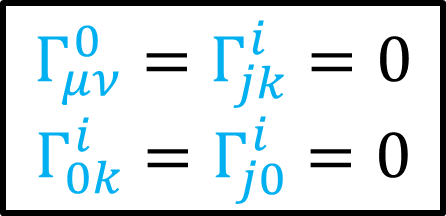 Γ^0_{μν} = Γ^i_{jk} = 0
Γ^i_{0k} = Γ^i_{j0} = 0